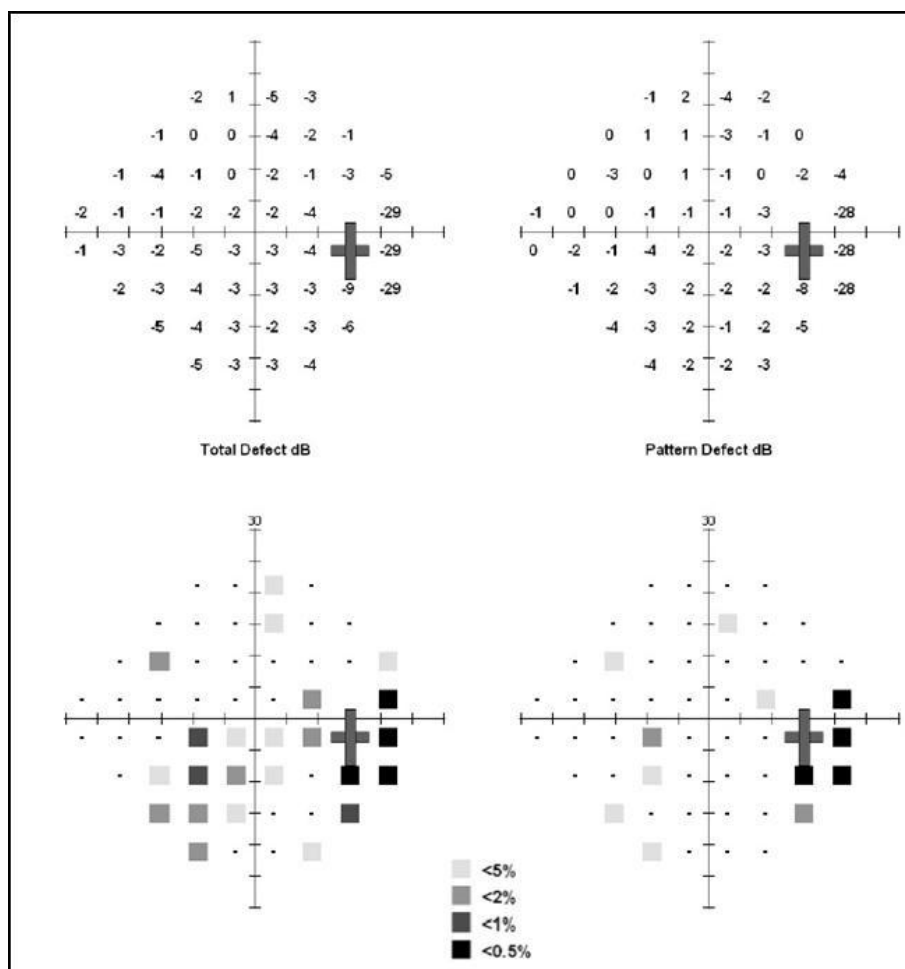 -2 1 -5 -3 -1 2 -4 -2
-1 0 0 -4 -2 -1 0 1 1 -3 -1 0
-1 -4 -1 0 -2 -1 -3 -5 0 -3 0 1 -1 0 -2 -4
-2 -1 -1 -2 -2 -2 -4 -29 -1 0 0 -1 -1 -1 -3 -28
-1 -3 -2 -5 -3 -3 -4 -29 0 -2 -1 -4 -2 -2 -3 -28
-2 -3 -4 -3 -3 -3 -9 -29 -1 -2 -3 -2 -2 -2 -8 -28
-5 -4 -3 -2 -3 -6 -4 -3 -2 -1 -2 -5
-5 -3 -3 -4 -4 -2 -2 -3
Total Defect dB Pattern Defect dB
30 30
<5%
<2%
<1%
<0.5%